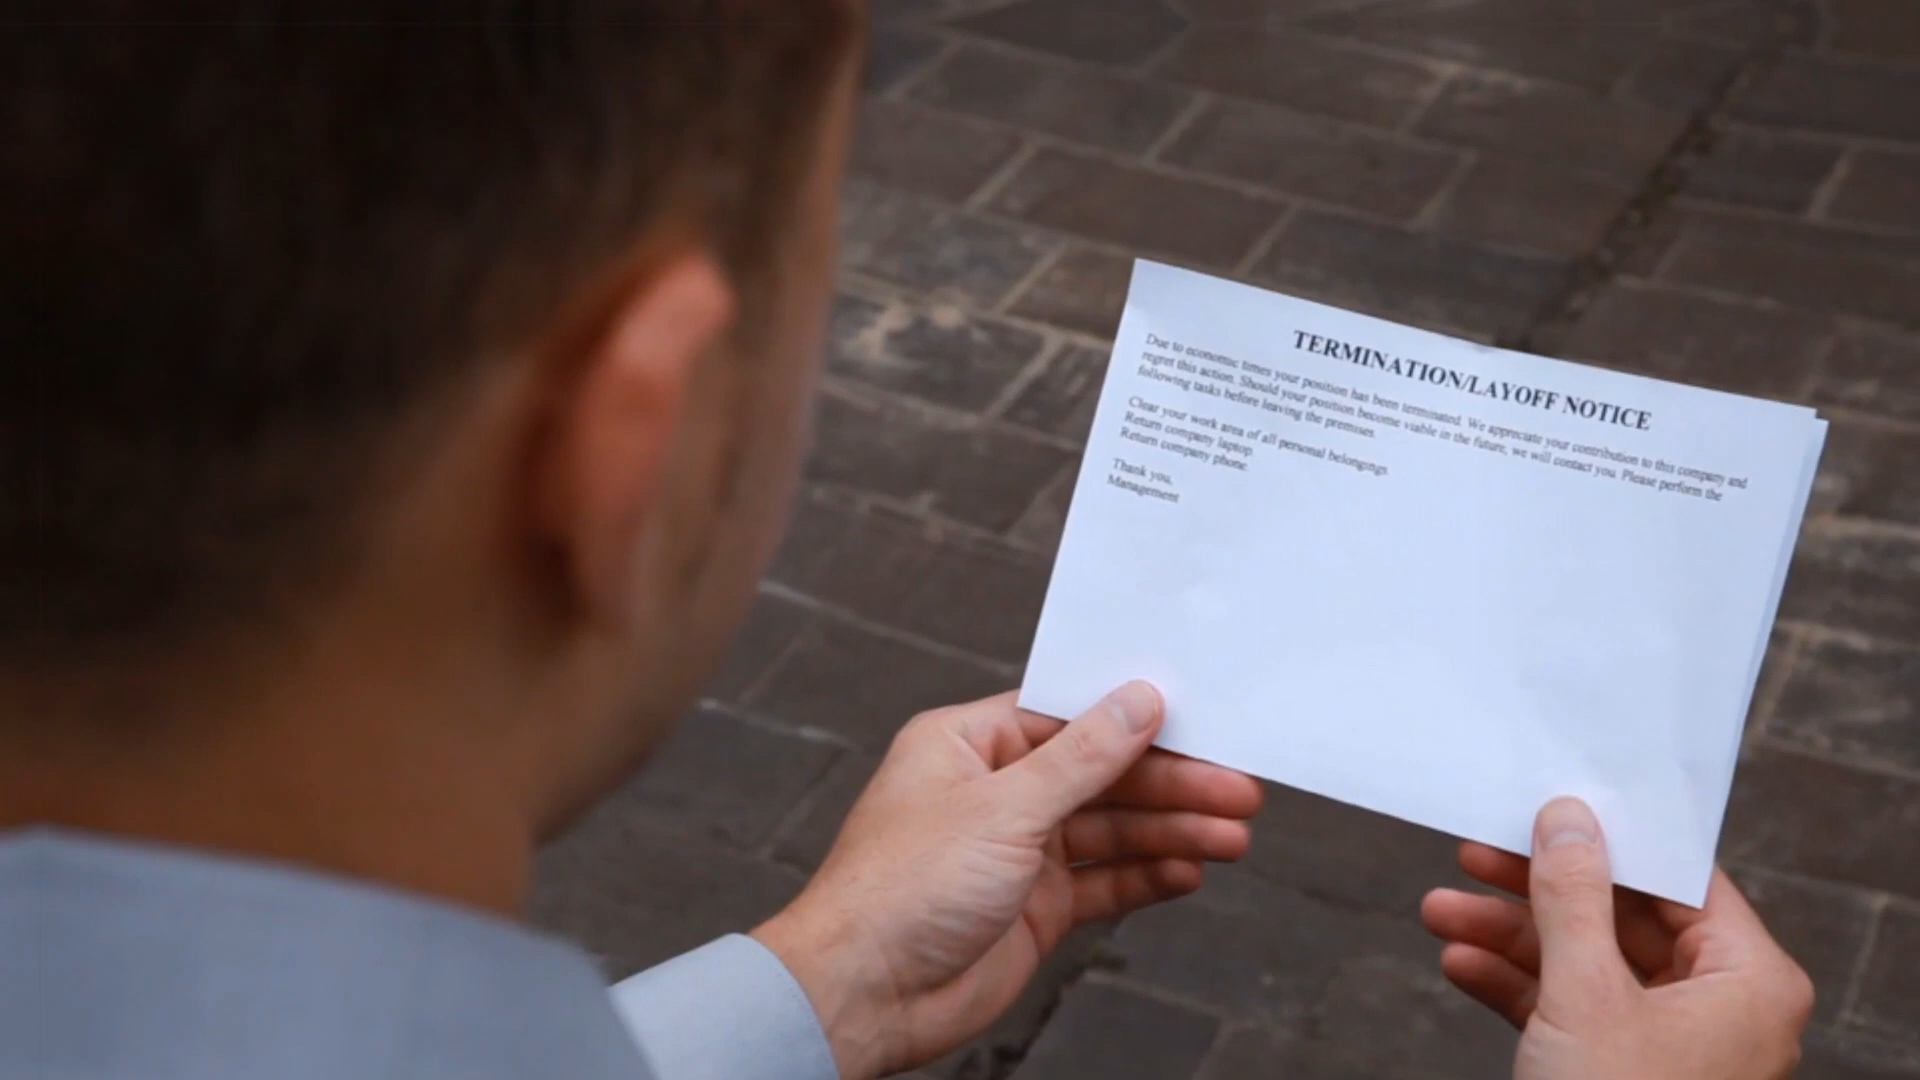 TERMINATION/LAYOFF NOTICE
Due to economic times your position has been terminated. We appreciate your contribution to this company and
regret this action. Should your position become viable in the future, we will contact you. Please perform the
following tasks before leaving the premises.
Clear your work area of all personal belongings.
Return company laptop.
Return company phone.
Thank you,
Management